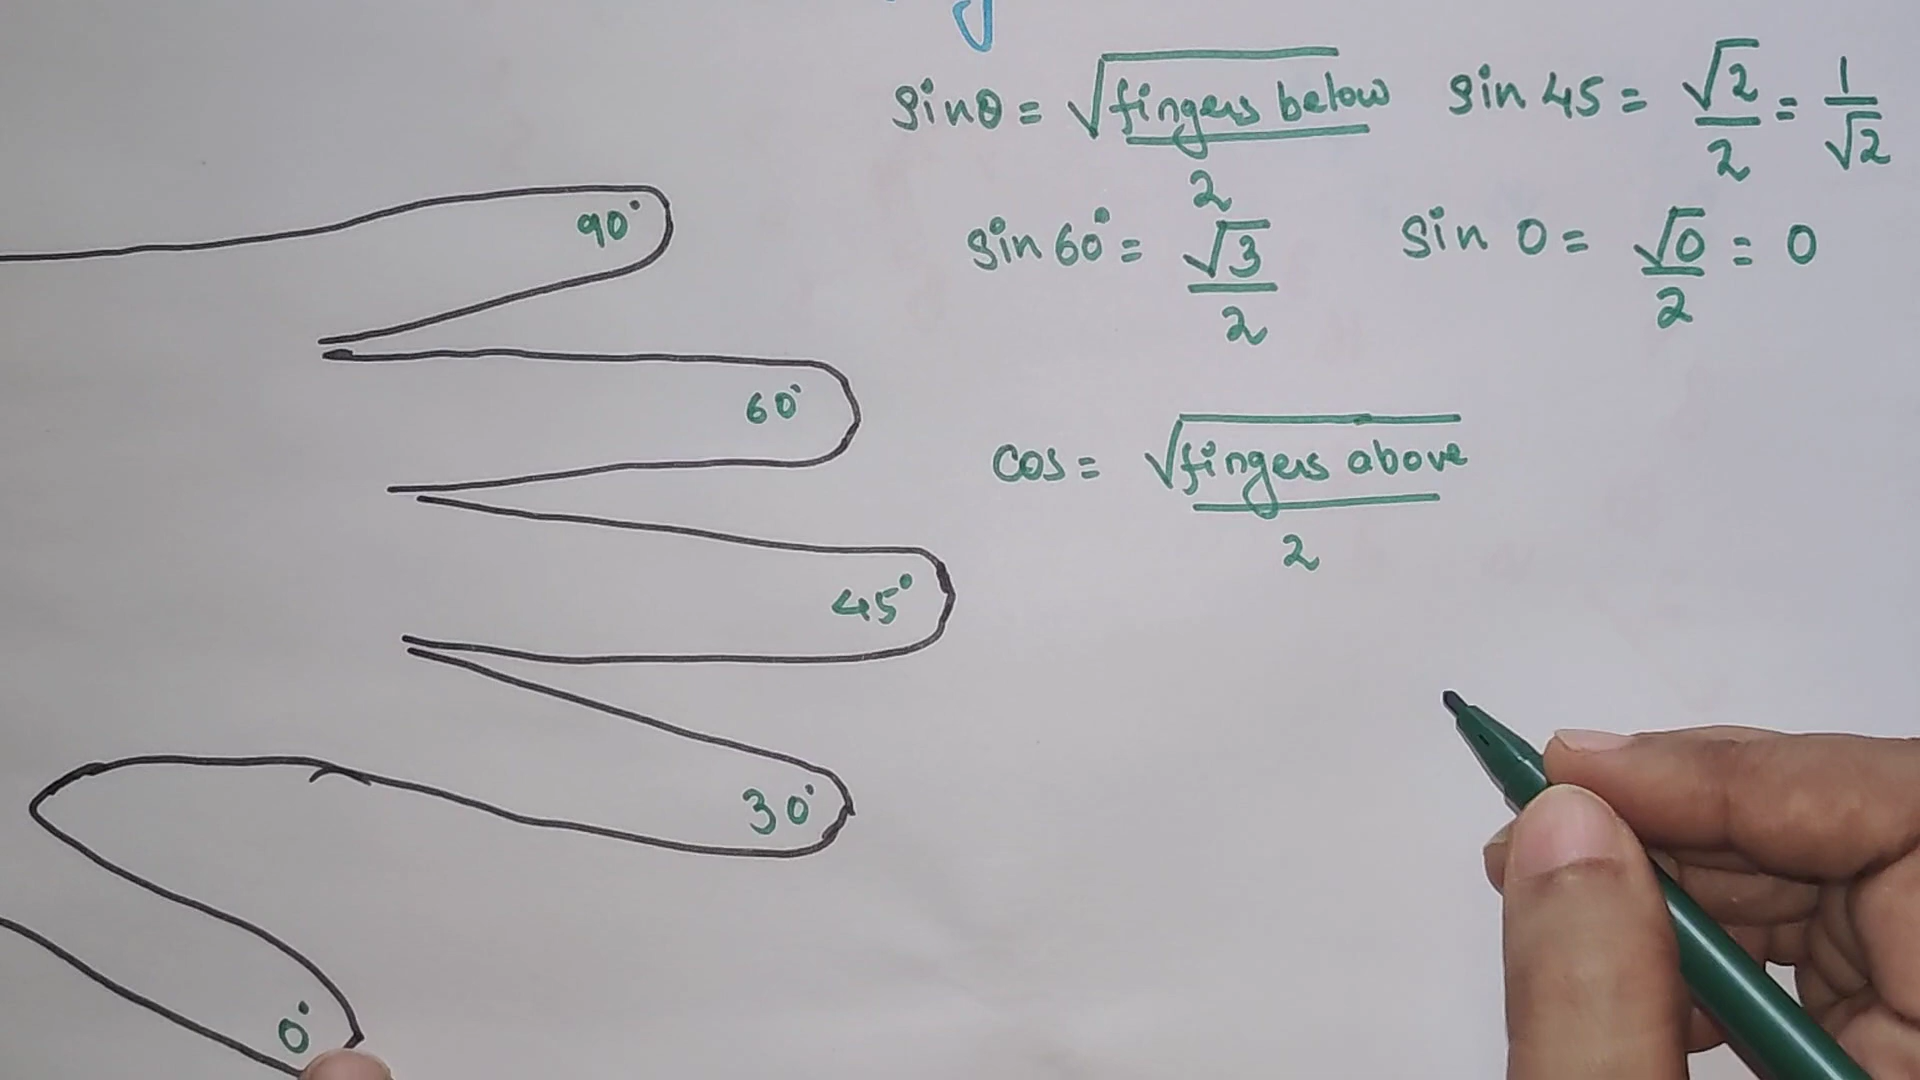 sinθ = √fingers below / 2
sin 45 = √2/2 = 1/√2
sin 60° = √3/2
sin 0 = √0/2 = 0
cos = √fingers above / 2
90°
60°
45°
30°
0°